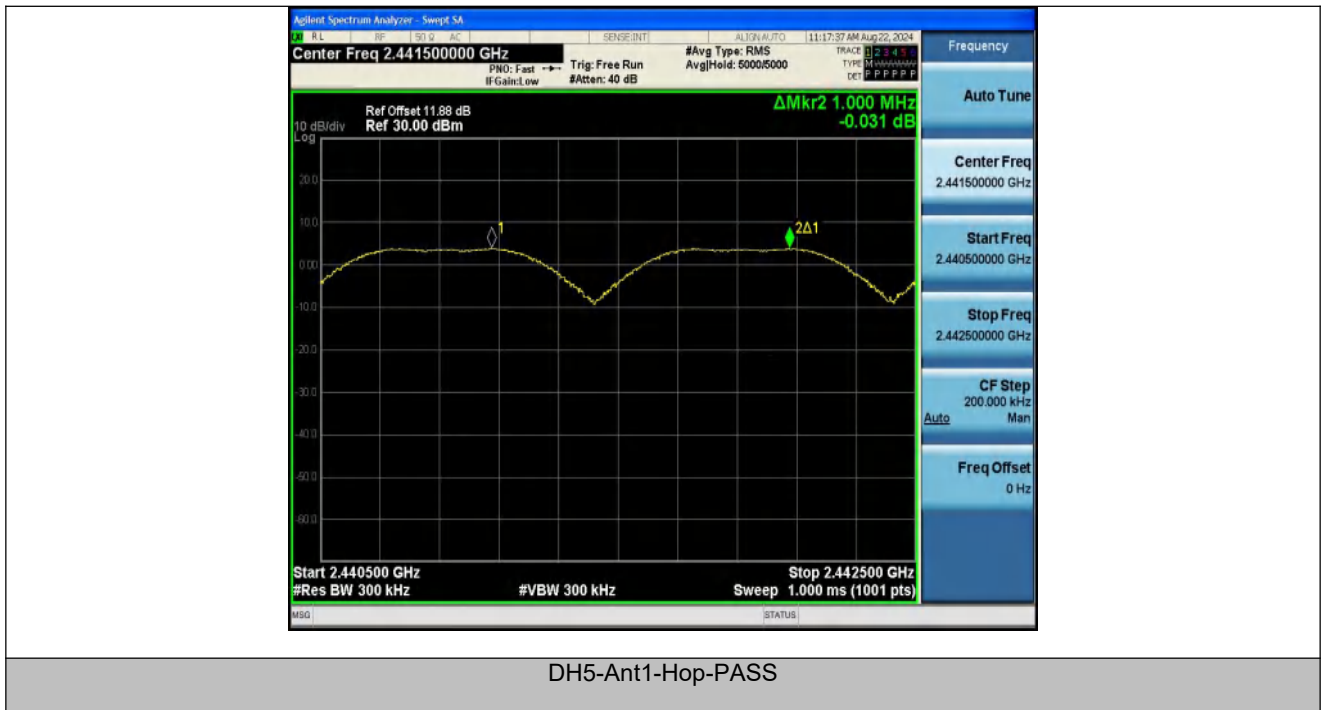 Agilent Spectrum Analyzer - Swept SA
LXI RL RF 50 Ω AC SENSE:INT ALIGN AUTO 11:17:37 AM Aug 22, 2024
Center Freq 2.441500000 GHz
PNO: Fast
IFGain:Low
Trig: Free Run
#Atten: 40 dB
#Avg Type: RMS
Avg|Hold: 5000/5000
TRACE 1 2 3 4 5 6
TYPE M
DET P P P P P P
Frequency
Auto Tune
Center Freq
2.441500000 GHz
Start Freq
2.440500000 GHz
Stop Freq
2.442500000 GHz
CF Step
200.000 kHz
Auto Man
Freq Offset
0 Hz
ΔMkr2 1.000 MHz
-0.031 dB
Ref Offset 11.88 dB
10 dB/div Ref 30.00 dBm
Log
20.0
10.0
0.00
-10.0
-20.0
-30.0
-40.0
-50.0
-60.0
1
2Δ1
Start 2.440500 GHz Stop 2.442500 GHz
#Res BW 300 kHz #VBW 300 kHz Sweep 1.000 ms (1001 pts)
MSG STATUS
DH5-Ant1-Hop-PASS